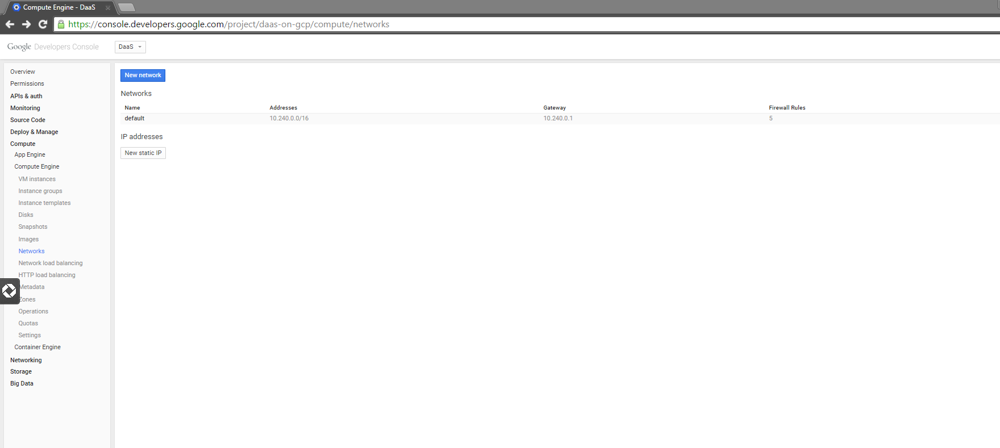 Compute Engine - DaaS
https://console.developers.google.com/project/daas-on-gcp/compute/networks
Google Developers Console
DaaS
Overview
Permissions
APIs & auth
Monitoring
Source Code
Deploy & Manage
Compute
App Engine
Compute Engine
VM instances
Instance groups
Instance templates
Disks
Snapshots
Images
Networks
Network load balancing
HTTP load balancing
Metadata
Zones
Operations
Quotas
Settings
Container Engine
Networking
Storage
Big Data
New network
Networks
Name Addresses Gateway Firewall Rules
default 10.240.0.0/16 10.240.0.1 5
IP addresses
New static IP